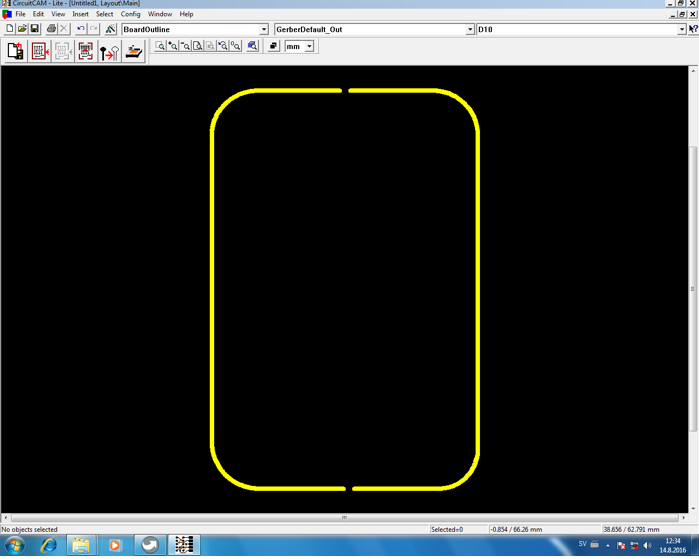 CircuitCAM - Lite - [Untitled1, Layout\Main]
File Edit View Insert Select Config Window Help
BoardOutline GerberDefault_Out D10
mm
No objects selected Selected=0 -0.854 / 66.26 mm 38.656 / 62.791 mm
SV 12:34
14.8.2016